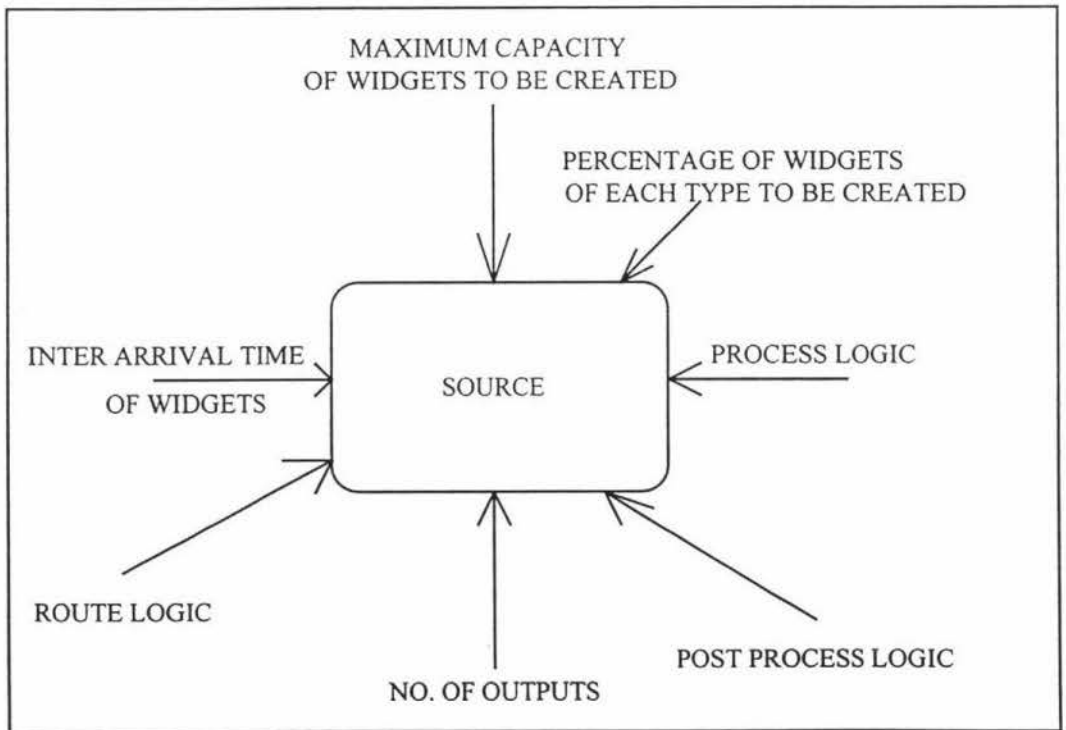 MAXIMUM CAPACITY
OF WIDGETS TO BE CREATED
PERCENTAGE OF WIDGETS
OF EACH TYPE TO BE CREATED
INTER ARRIVAL TIME
OF WIDGETS
SOURCE
PROCESS LOGIC
ROUTE LOGIC
NO. OF OUTPUTS
POST PROCESS LOGIC